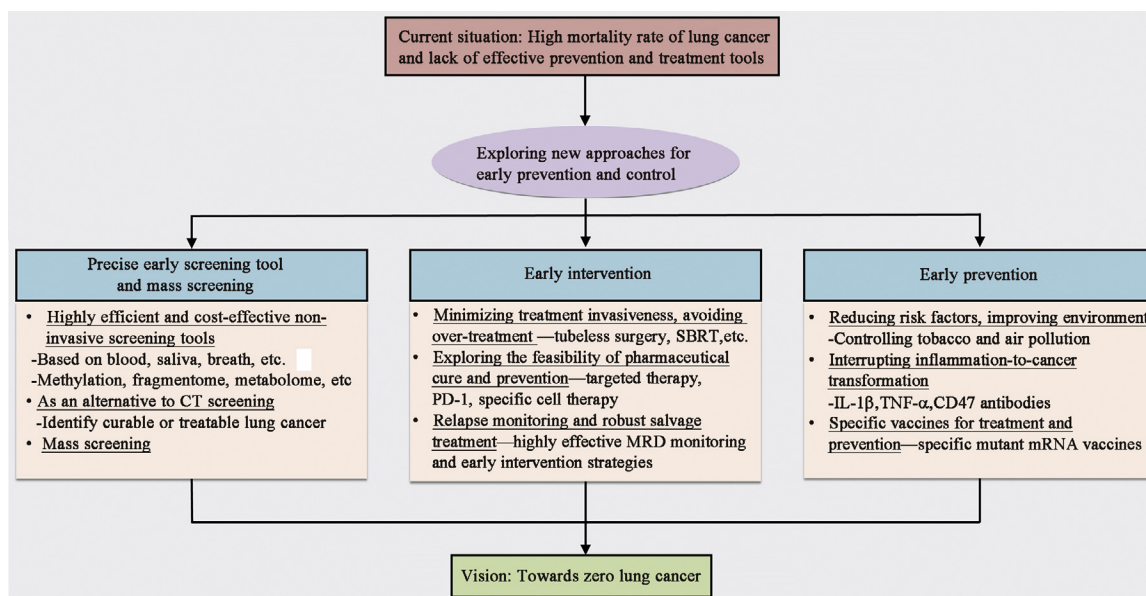 Current situation: High mortality rate of lung cancer
and lack of effective prevention and treatment tools
Exploring new approaches for
early prevention and control
Precise early screening tool
and mass screening
• Highly efficient and cost-effective non-
invasive screening tools
-Based on blood, saliva, breath, etc.
-Methylation, fragmentome, metabolome, etc
• As an alternative to CT screening
-Identify curable or treatable lung cancer
• Mass screening
Early intervention
• Minimizing treatment invasiveness, avoiding
over-treatment—tubeless surgery, SBRT,etc.
• Exploring the feasibility of pharmaceutical
cure and prevention—targeted therapy,
PD-1, specific cell therapy
• Relapse monitoring and robust salvage
treatment—highly effective MRD monitoring
and early intervention strategies
Early prevention
• Reducing risk factors, improving environment
-Controlling tobacco and air pollution
• Interrupting inflammation-to-cancer
transformation
-IL-1β,TNF-α,CD47 antibodies
• Specific vaccines for treatment and
prevention—specific mutant mRNA vaccines
Vision: Towards zero lung cancer